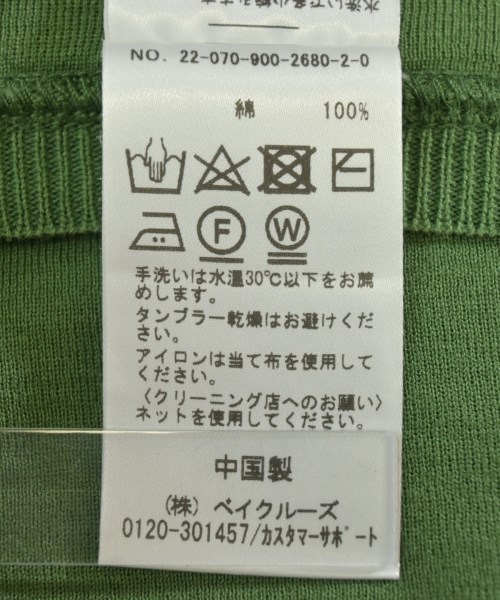 NO. 22-070-900-2680-2-0
綿 100%
F W
手洗いは水温30℃以下をお薦
めします。
タンブラー乾燥はお避けくだ
さい。
アイロンは当て布を使用して
ください。
〈クリーニング店へのお願い〉
ネットを使用してください。
中国製
(株) ベイクルーズ
0120-301457/カスタマーサポート